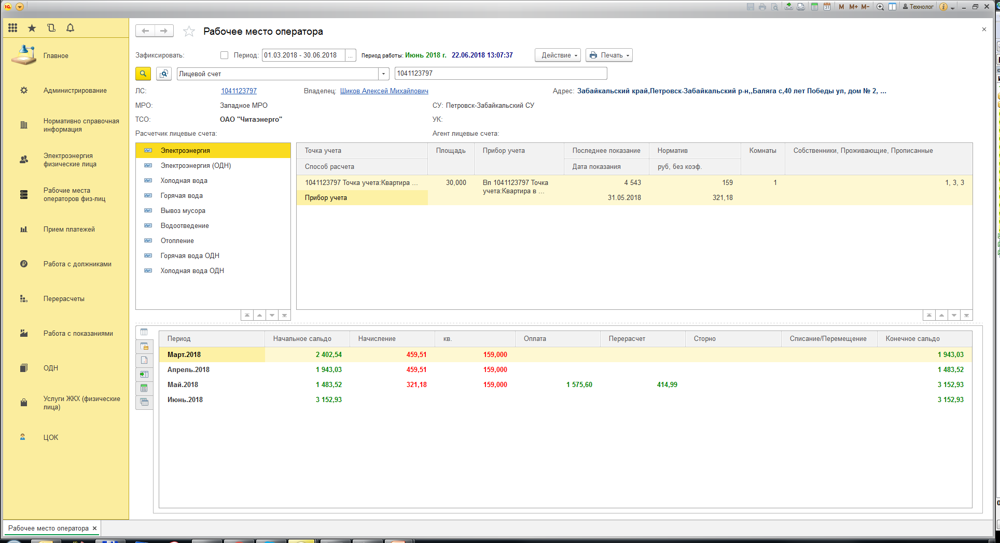 1С
M M+ M- Технолог
Главное
Администрирование
Нормативно справочная
информация
Электроэнергия
физические лица
Рабочие места
операторов физ-лиц
Прием платежей
Работа с должниками
Перерасчеты
Работа с показаниями
ОДН
Услуги ЖКХ (физические
лица)
ЦОК
Рабочее место оператора
Зафиксировать: Период: 01.03.2018 - 30.06.2018 ... Период работы: Июнь 2018 г. 22.06.2018 13:07:37 Действие Печать
Лицевой счет 1041123797
ЛС: 1041123797 Владелец: Шиков Алексей Михайлович Адрес: Забайкальский край,Петровск-Забайкальский р-н,,Баляга с,40 лет Победы ул, дом № 2, ...
МРО: Западное МРО СУ: Петровск-Забайкальский СУ
ТСО: ОАО "Читаэнерго" УК:
Расчетчик лицевые счета: Агент лицевые счета:
Электроэнергия
Электроэнергия (ОДН)
Холодная вода
Горячая вода
Вывоз мусора
Водоотведение
Отопление
Горячая вода ОДН
Холодная вода ОДН
Точка учета Площадь Прибор учета Последнее показание Норматив Комнаты Собственники, Проживающие, Прописанные
Способ расчета Дата показания руб, без коэф.
1041123797 Точка учета:Квартира ... 30,000 Вл 1041123797 Точка 4 543 159 1 1, 3, 3
учета:Квартира в ...
Прибор учета 31.05.2018 321,18
Период Начальное сальдо Начисление кв. Оплата Перерасчет Сторно Списание/Перемещение Конечное сальдо
Март.2018 2 402,54 459,51 159,000 1 943,03
Апрель.2018 1 943,03 459,51 159,000 1 483,52
Май.2018 1 483,52 321,18 159,000 1 575,60 414,99 3 152,93
Июнь.2018 3 152,93 3 152,93
Рабочее место оператора